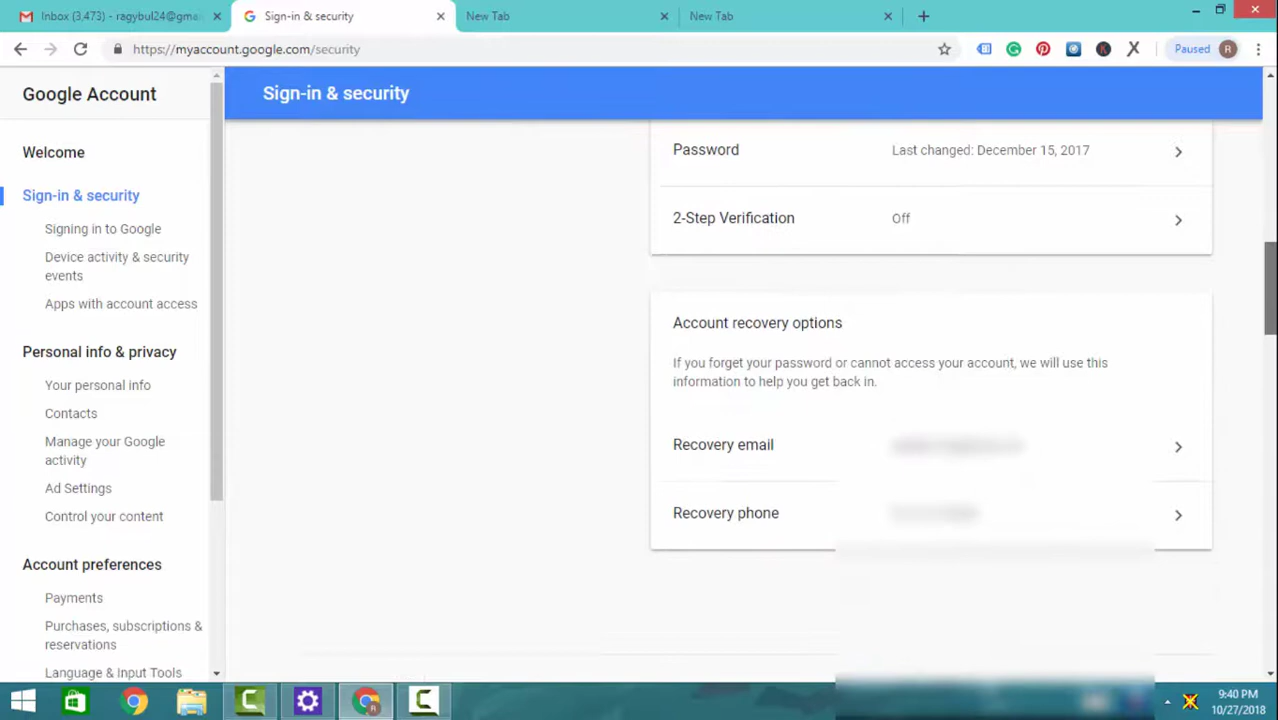 Inbox (3,473) - ragybul24@gmai
Sign-in & security
New Tab
New Tab
https://myaccount.google.com/security
Paused
R
Google Account
Sign-in & security
Welcome
Sign-in & security
Signing in to Google
Device activity & security
events
Apps with account access
Personal info & privacy
Your personal info
Contacts
Manage your Google
activity
Ad Settings
Control your content
Account preferences
Payments
Purchases, subscriptions &
reservations
Language & Input Tools
Password
Last changed: December 15, 2017
2-Step Verification
Off
Account recovery options
If you forget your password or cannot access your account, we will use this
information to help you get back in.
Recovery email
Recovery phone
9:40 PM
10/27/2018